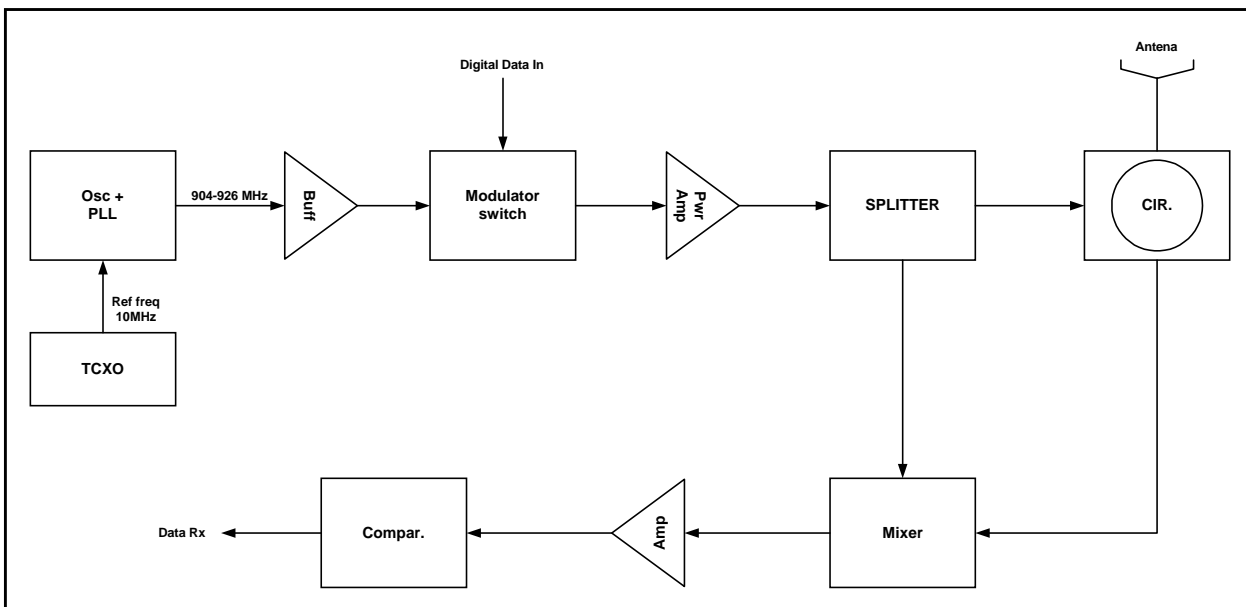 Antena
Digital Data In
Osc +
PLL
904-926 MHz
Buff
Modulator
switch
Pwr
Amp
SPLITTER
CIR.
Ref freq
10MHz
TCXO
Data Rx
Compar.
Amp
Mixer